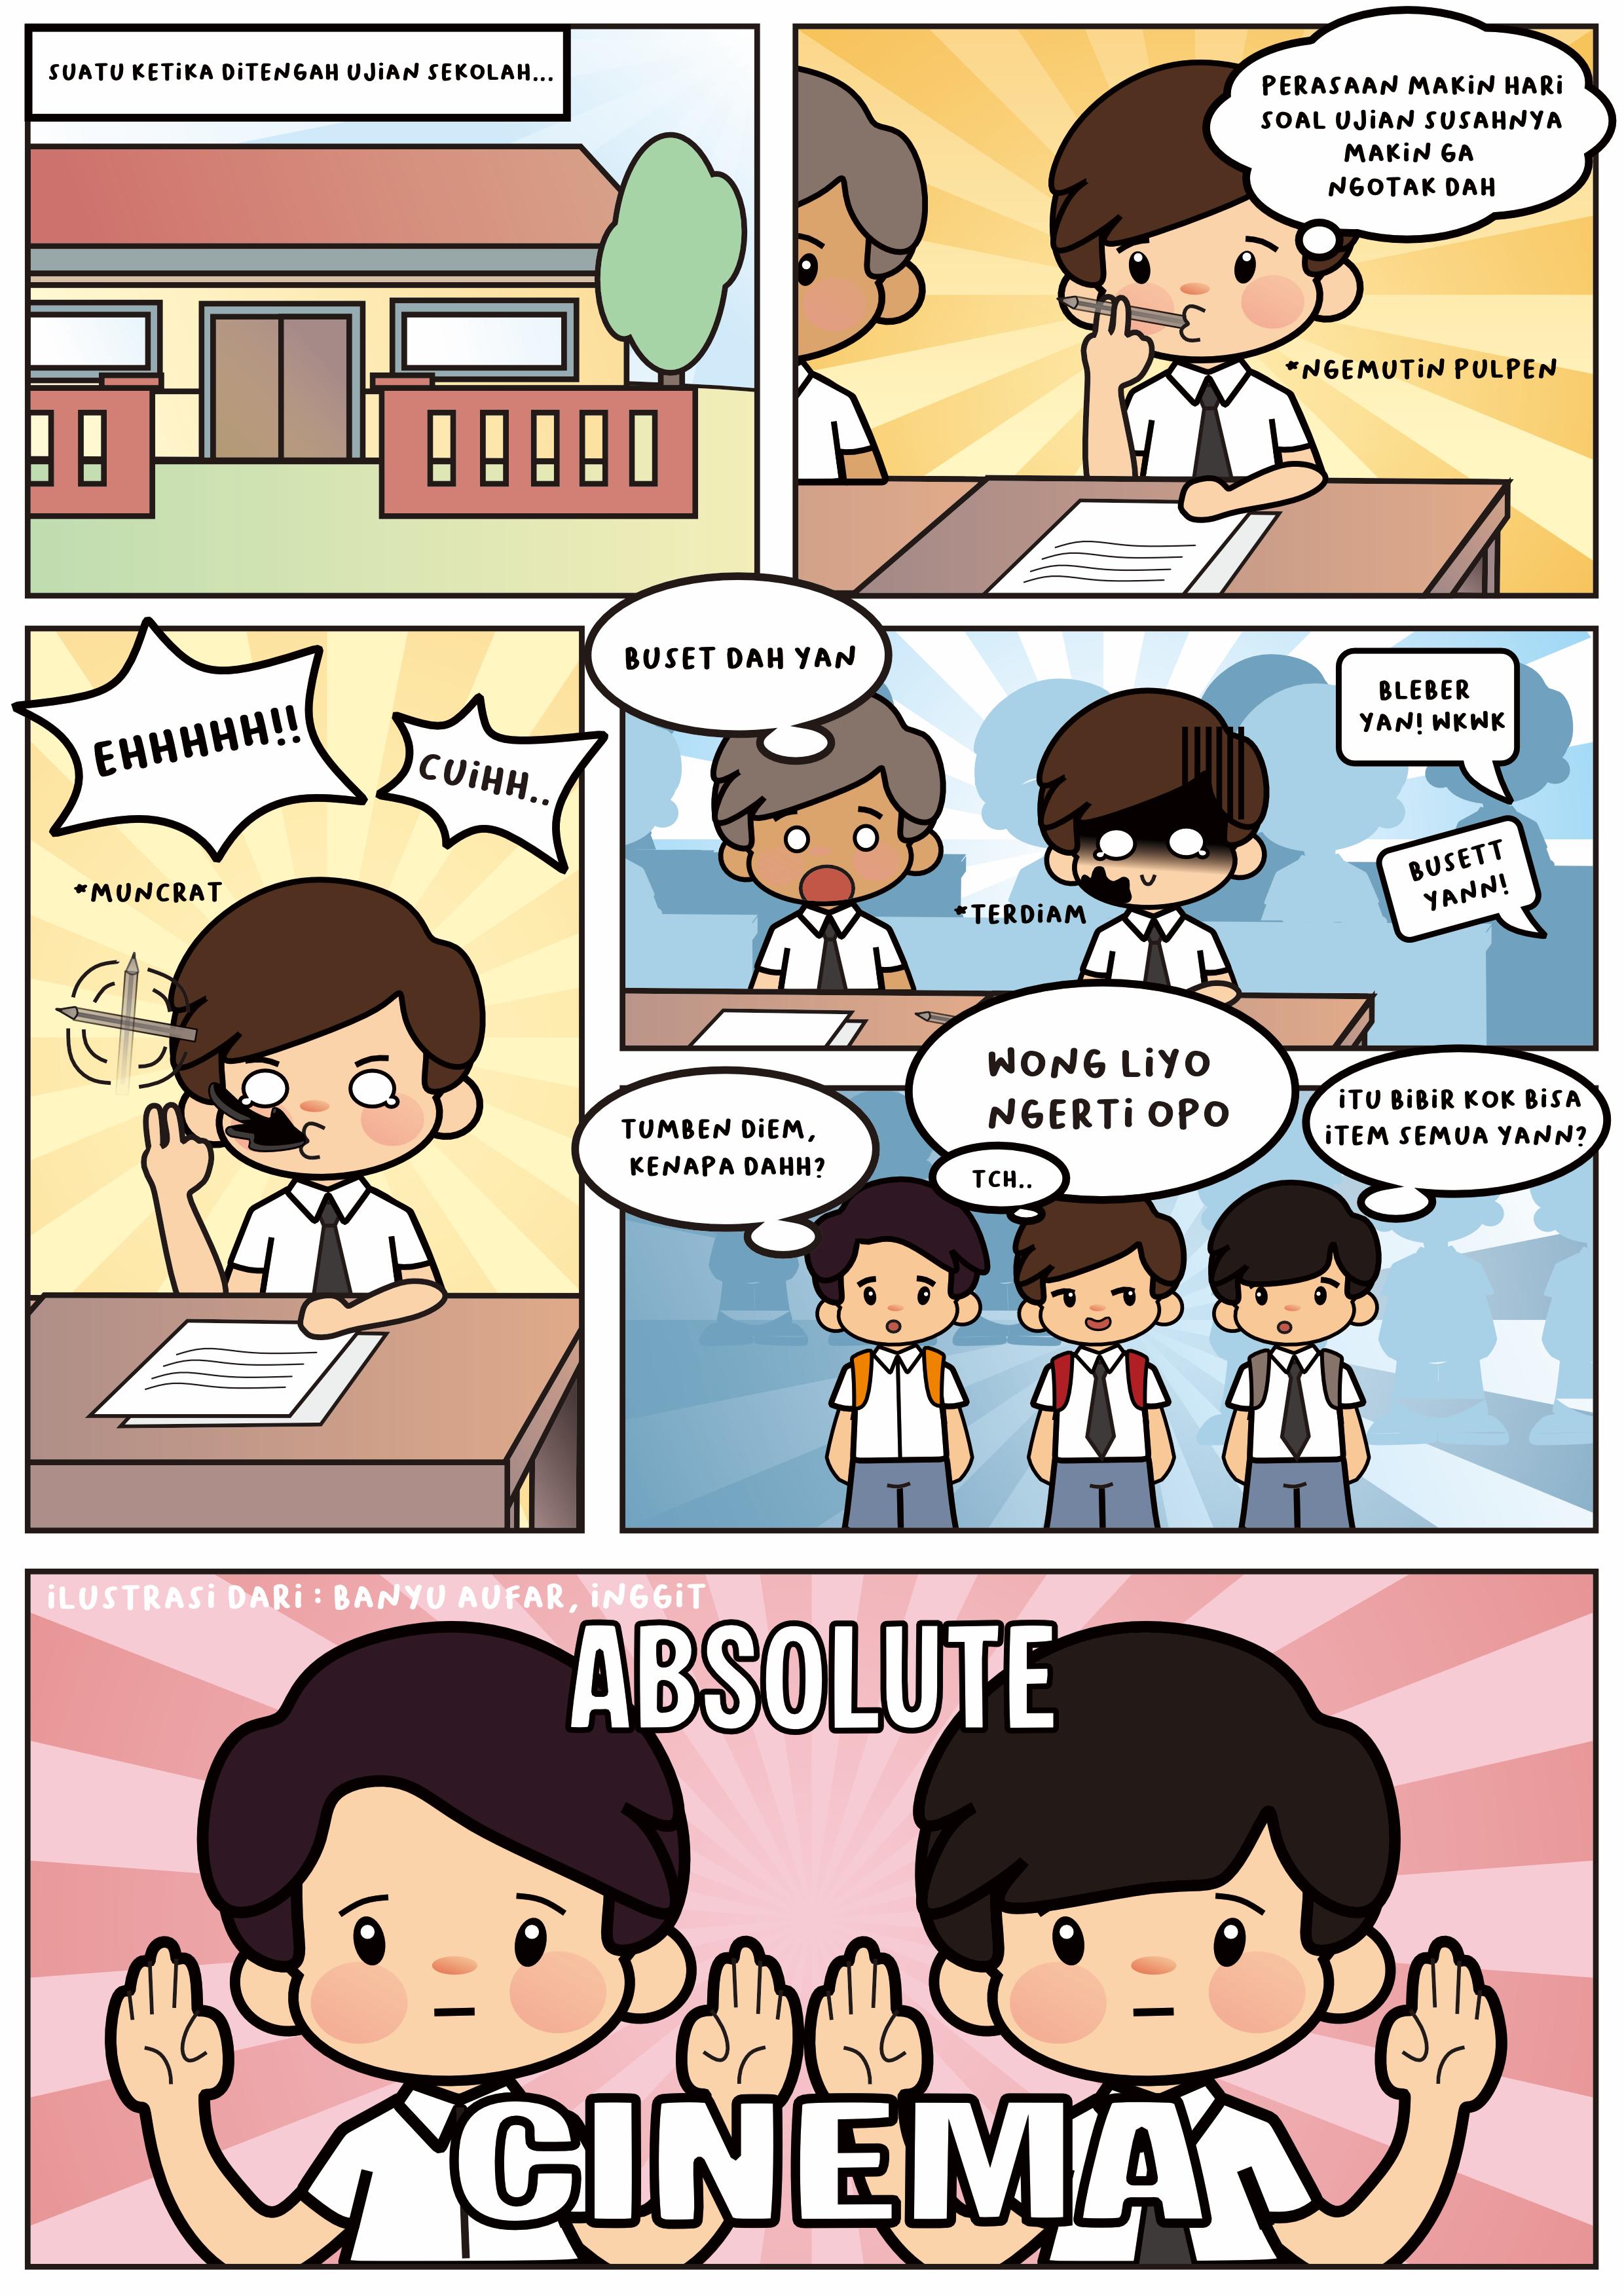 SUATU KETIKA DITENGAH UJIAN SEKOLAH...
PERASAAN MAKIN HARI
SOAL UJIAN SUSAHNYA
MAKIN GA
NGOTAK DAH
*NGEMUTIN PULPEN
EHHHHH!!
CUIHH..
*MUNCRAT
BUSET DAH YAN
BLEBER
YAN! WKWK
BUSETT
YANN!
*TERDIAM
TUMBEN DIEM,
KENAPA DAHH?
WONG LIYO
NGERTI OPO
TCH..
ITU BIBIR KOK BISA
ITEM SEMUA YANN?
ILUSTRASI DARI : BANYU AUFAR, INGGIT
ABSOLUTE
CINEMA